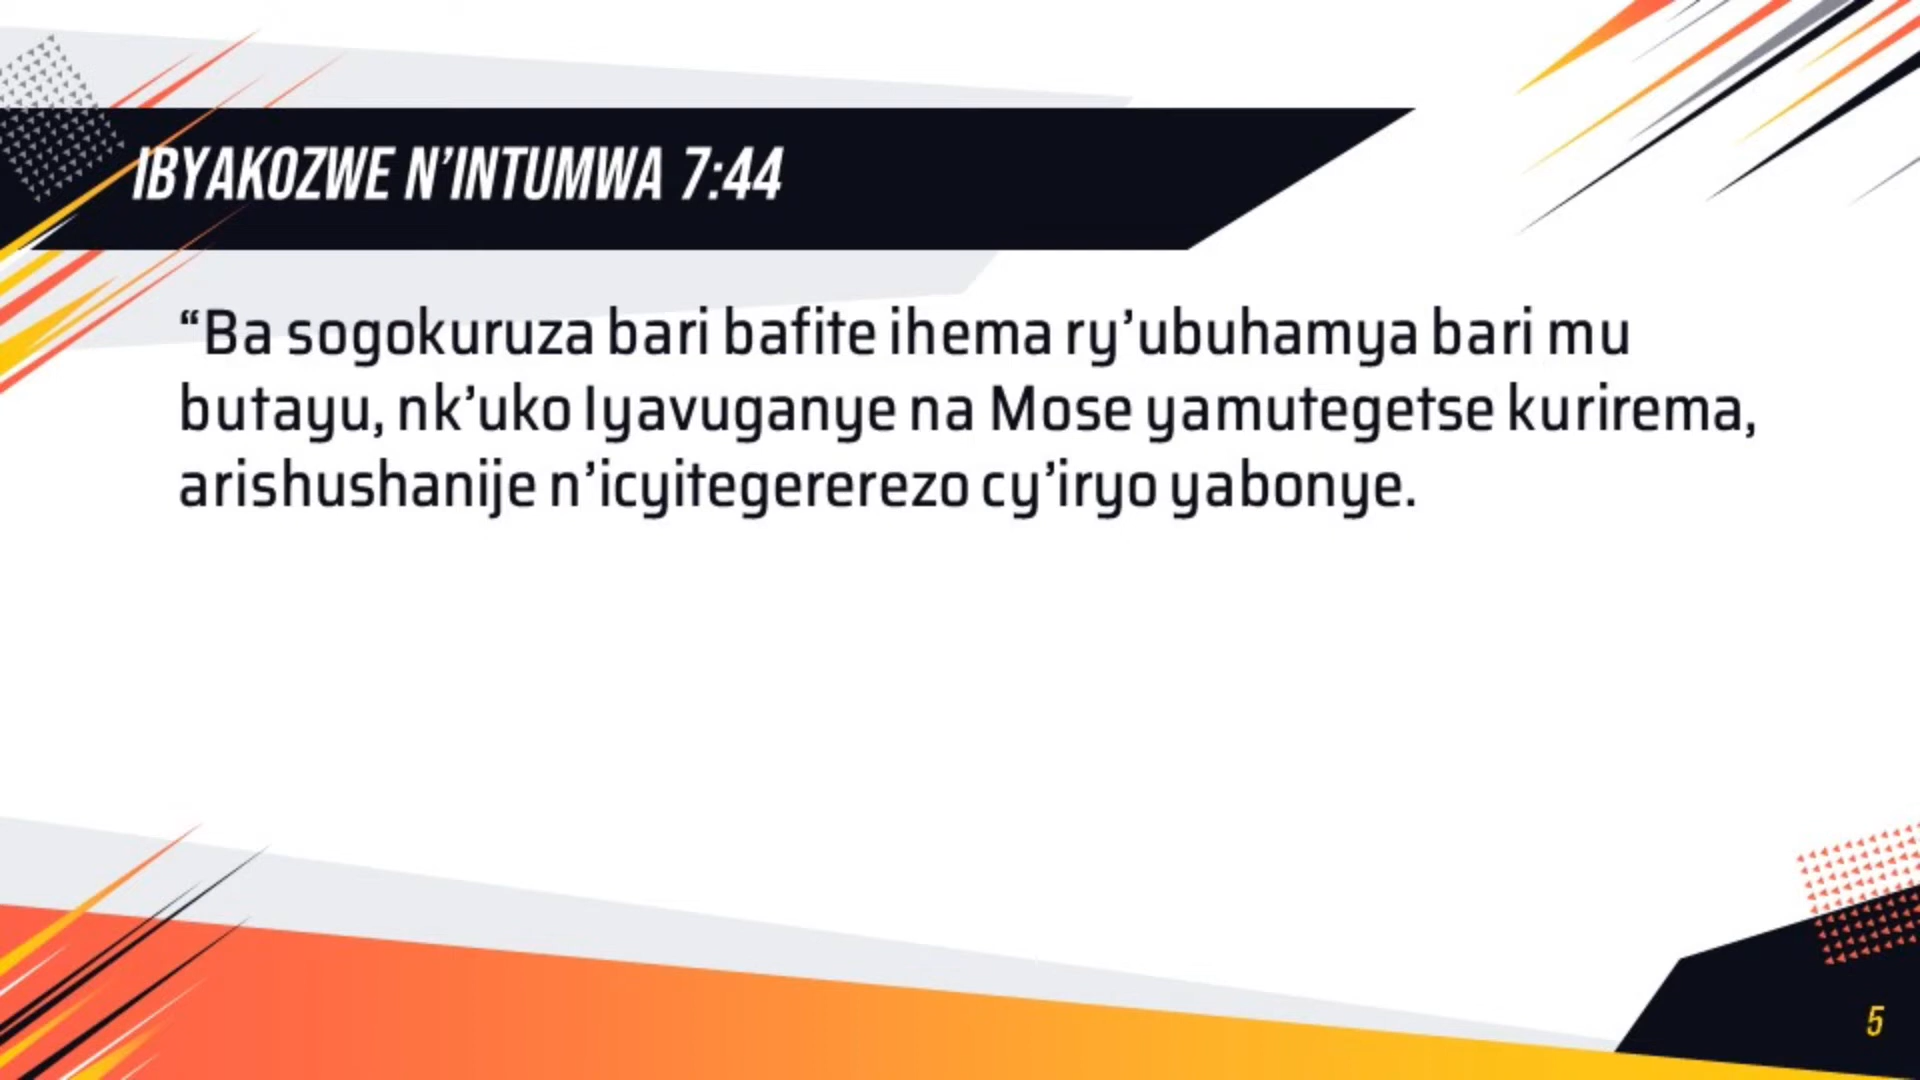 IBYAKOZWE N’INTUMWA 7:44
“Ba sogokuruza bari bafite ihema ry’ubuhamya bari mu
butayu, nk’uko Iyavuganye na Mose yamutegetse kurirema,
arishushanije n’icyitegererezo cy’iryo yabonye.
5